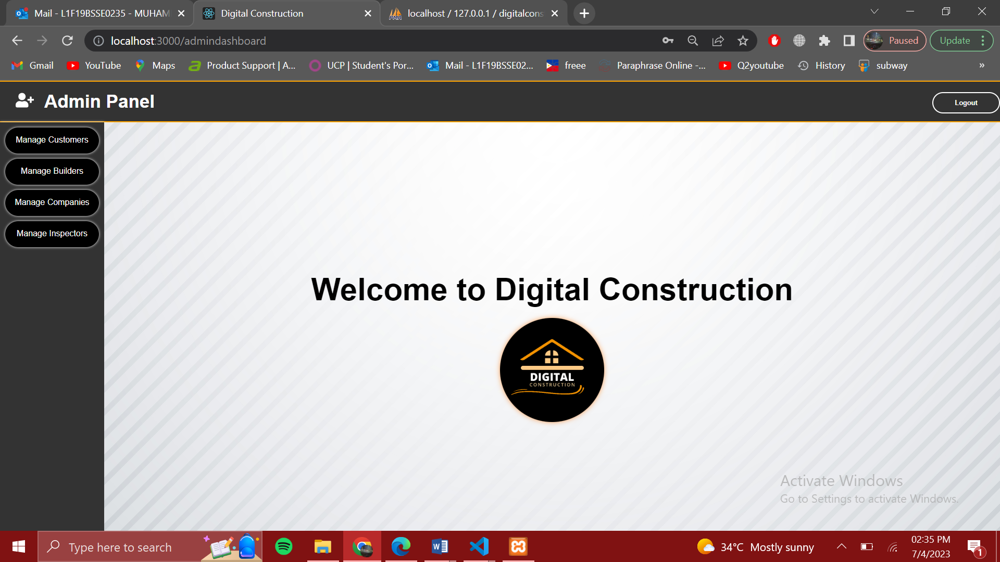 Mail - L1F19BSSE0235 - MUHAM
Digital Construction
localhost / 127.0.0.1 / digitalcons
localhost:3000/admindashboard
Paused
Update
Gmail
YouTube
Maps
Product Support | A...
UCP | Student's Por...
Mail - L1F19BSSE02...
freee
Paraphrase Online -...
Q2youtube
History
subway
»
Admin Panel
Logout
Manage Customers
Manage Builders
Manage Companies
Manage Inspectors
Welcome to Digital Construction
DIGITAL
CONSTRUCTION
Activate Windows
Go to Settings to activate Windows.
Type here to search
34°C Mostly sunny
02:35 PM
7/4/2023
1